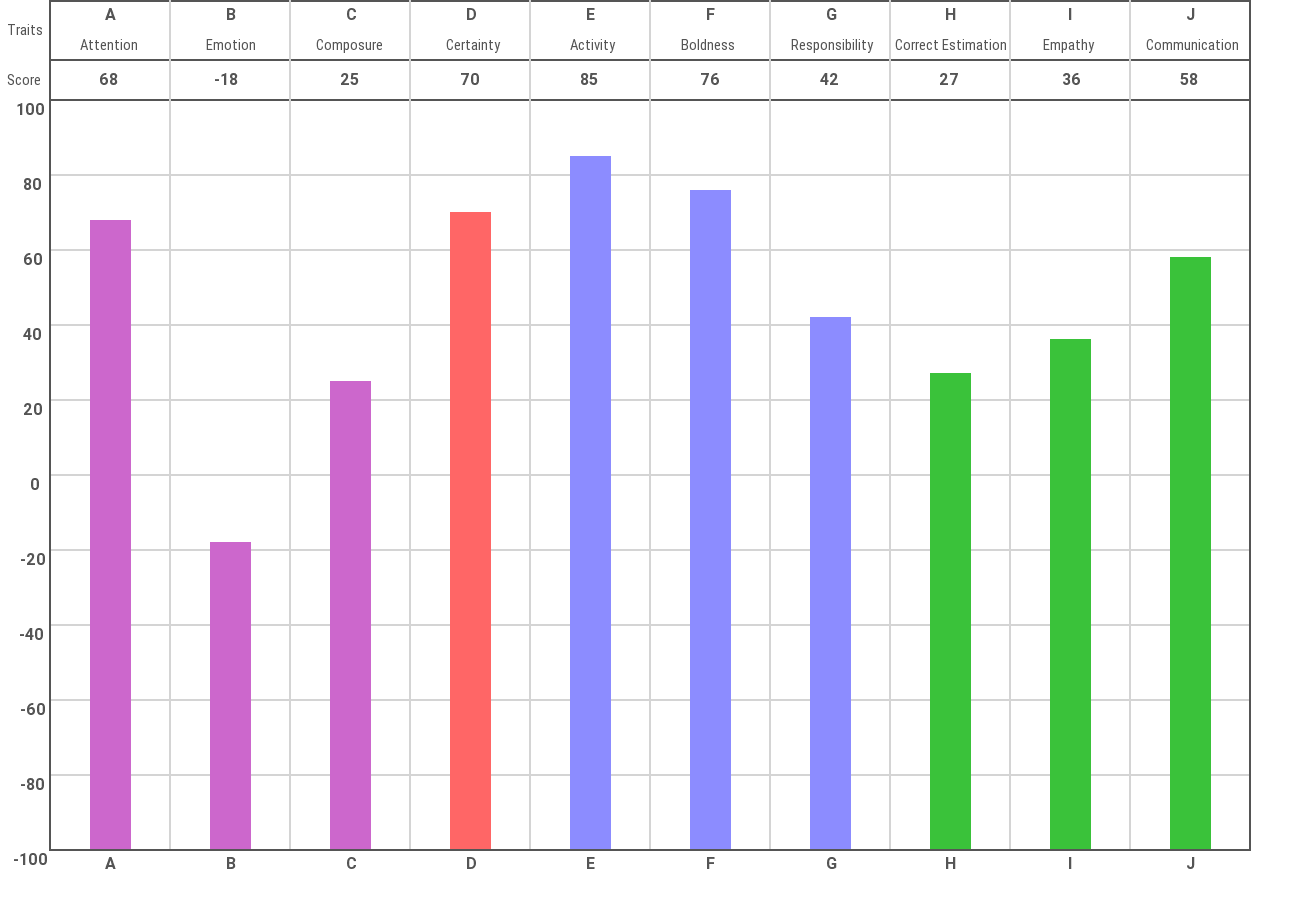 Traits
A B C D E F G H I J
Attention Emotion Composure Certainty Activity Boldness Responsibility Correct Estimation Empathy Communication
Score 68 -18 25 70 85 76 42 27 36 58
100
80
60
40
20
0
-20
-40
-60
-80
-100
A B C D E F G H I J